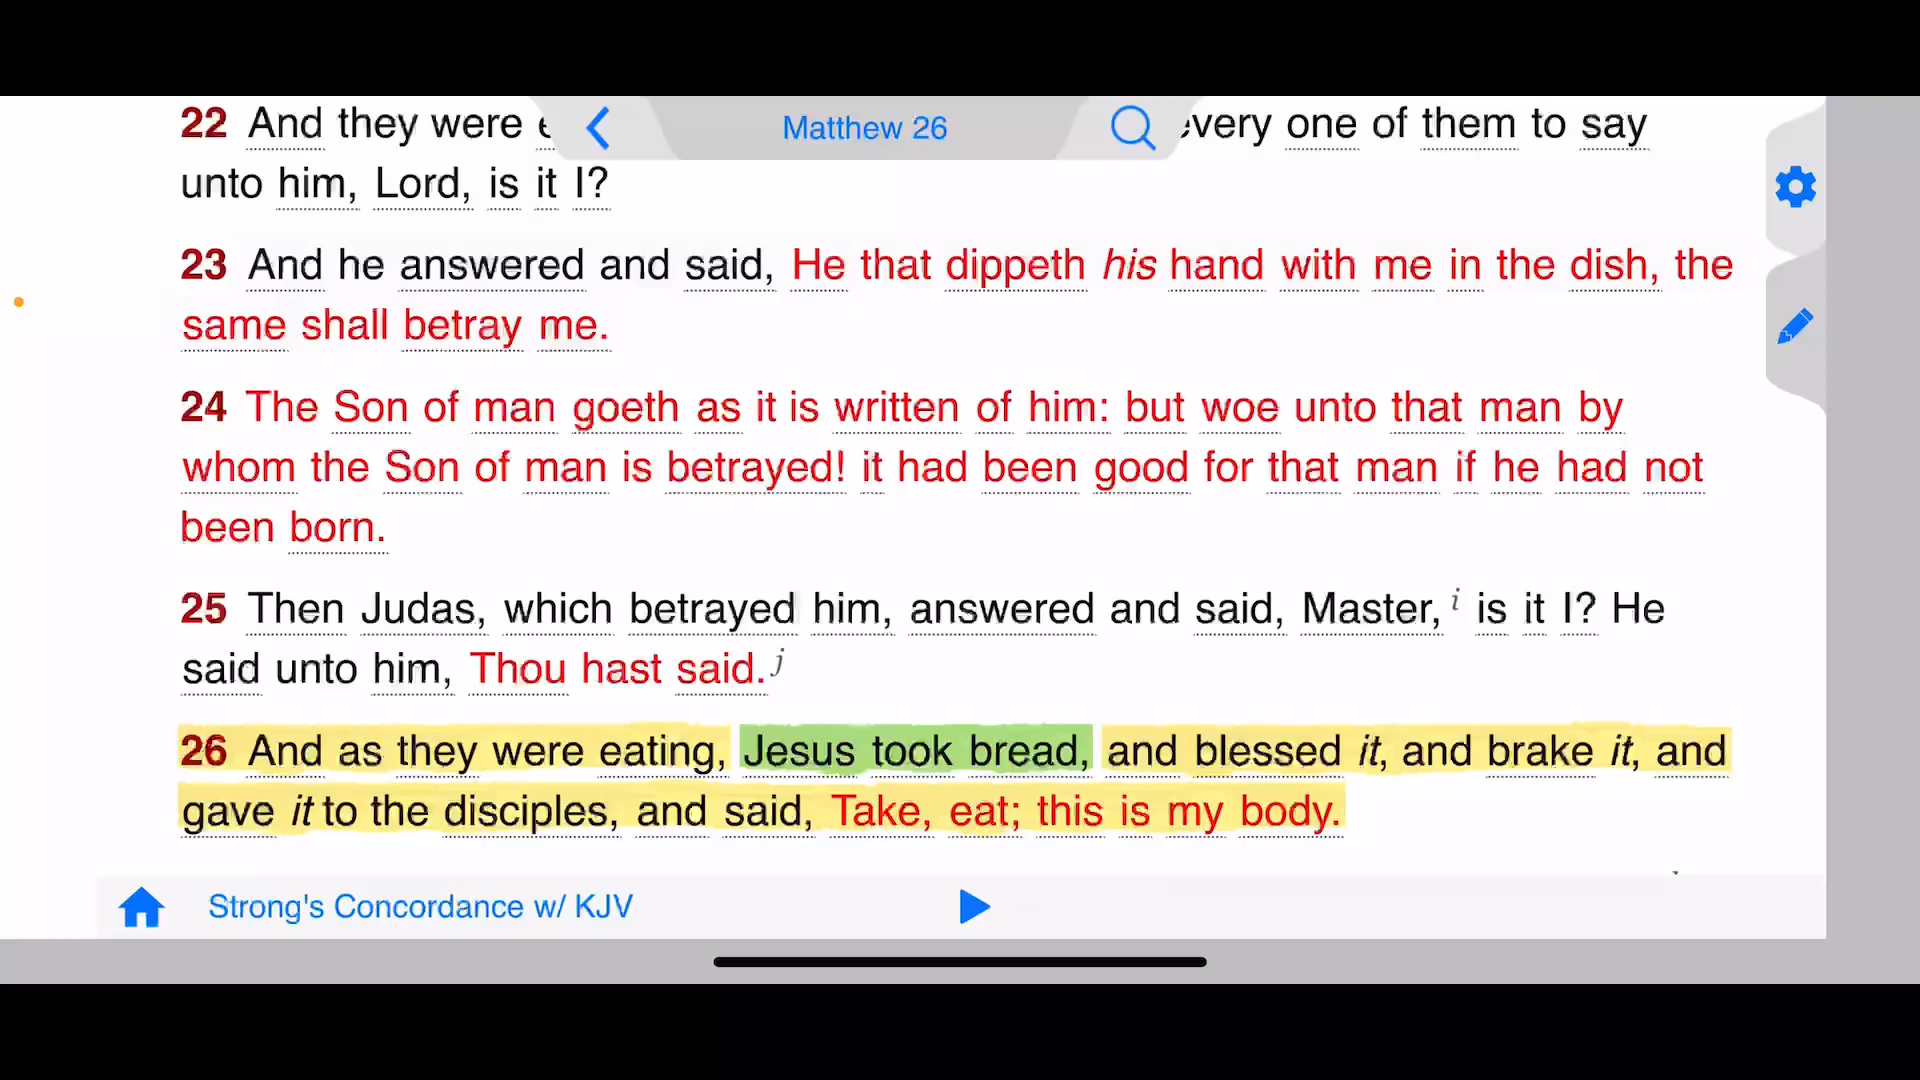 22 And they were
Matthew 26
every one of them to say
unto him, Lord, is it I?
23 And he answered and said, He that dippeth his hand with me in the dish, the
same shall betray me.
24 The Son of man goeth as it is written of him: but woe unto that man by
whom the Son of man is betrayed! it had been good for that man if he had not
been born.
25 Then Judas, which betrayed him, answered and said, Master, i is it I? He
said unto him, Thou hast said. j
26 And as they were eating, Jesus took bread, and blessed it, and brake it, and
gave it to the disciples, and said, Take, eat; this is my body.
Strong's Concordance w/ KJV